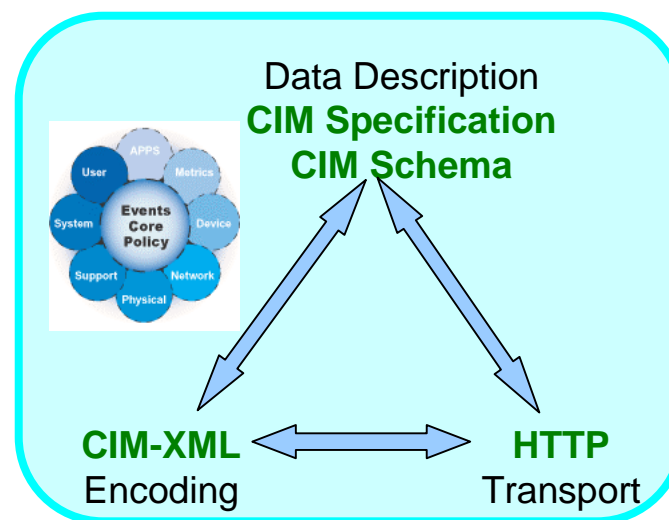 Data Description
CIM Specification
CIM Schema
APPS
User
Metrics
Events
Core
Policy
System
Device
Support
Network
Physical
CIM-XML
Encoding
HTTP
Transport